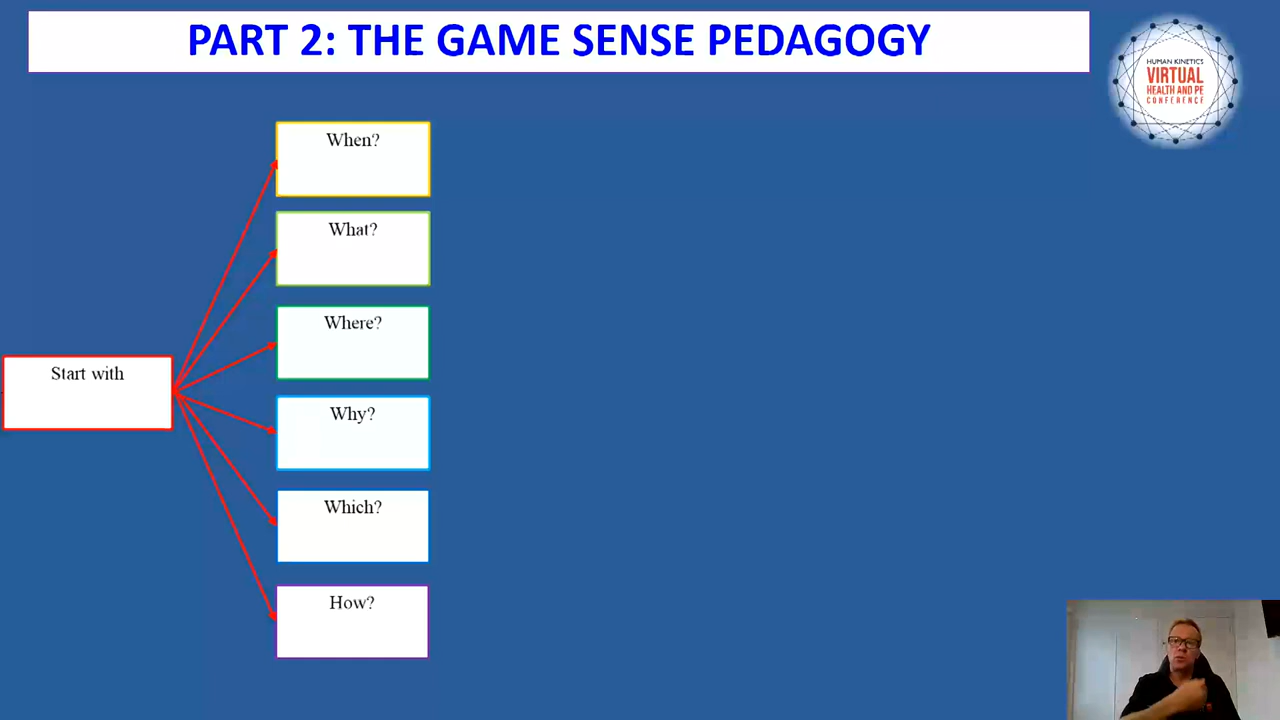 PART 2: THE GAME SENSE PEDAGOGY
HUMAN KINETICS
VIRTUAL
HEALTH AND PE
CONFERENCE
When?
What?
Where?
Start with
Why?
Which?
How?